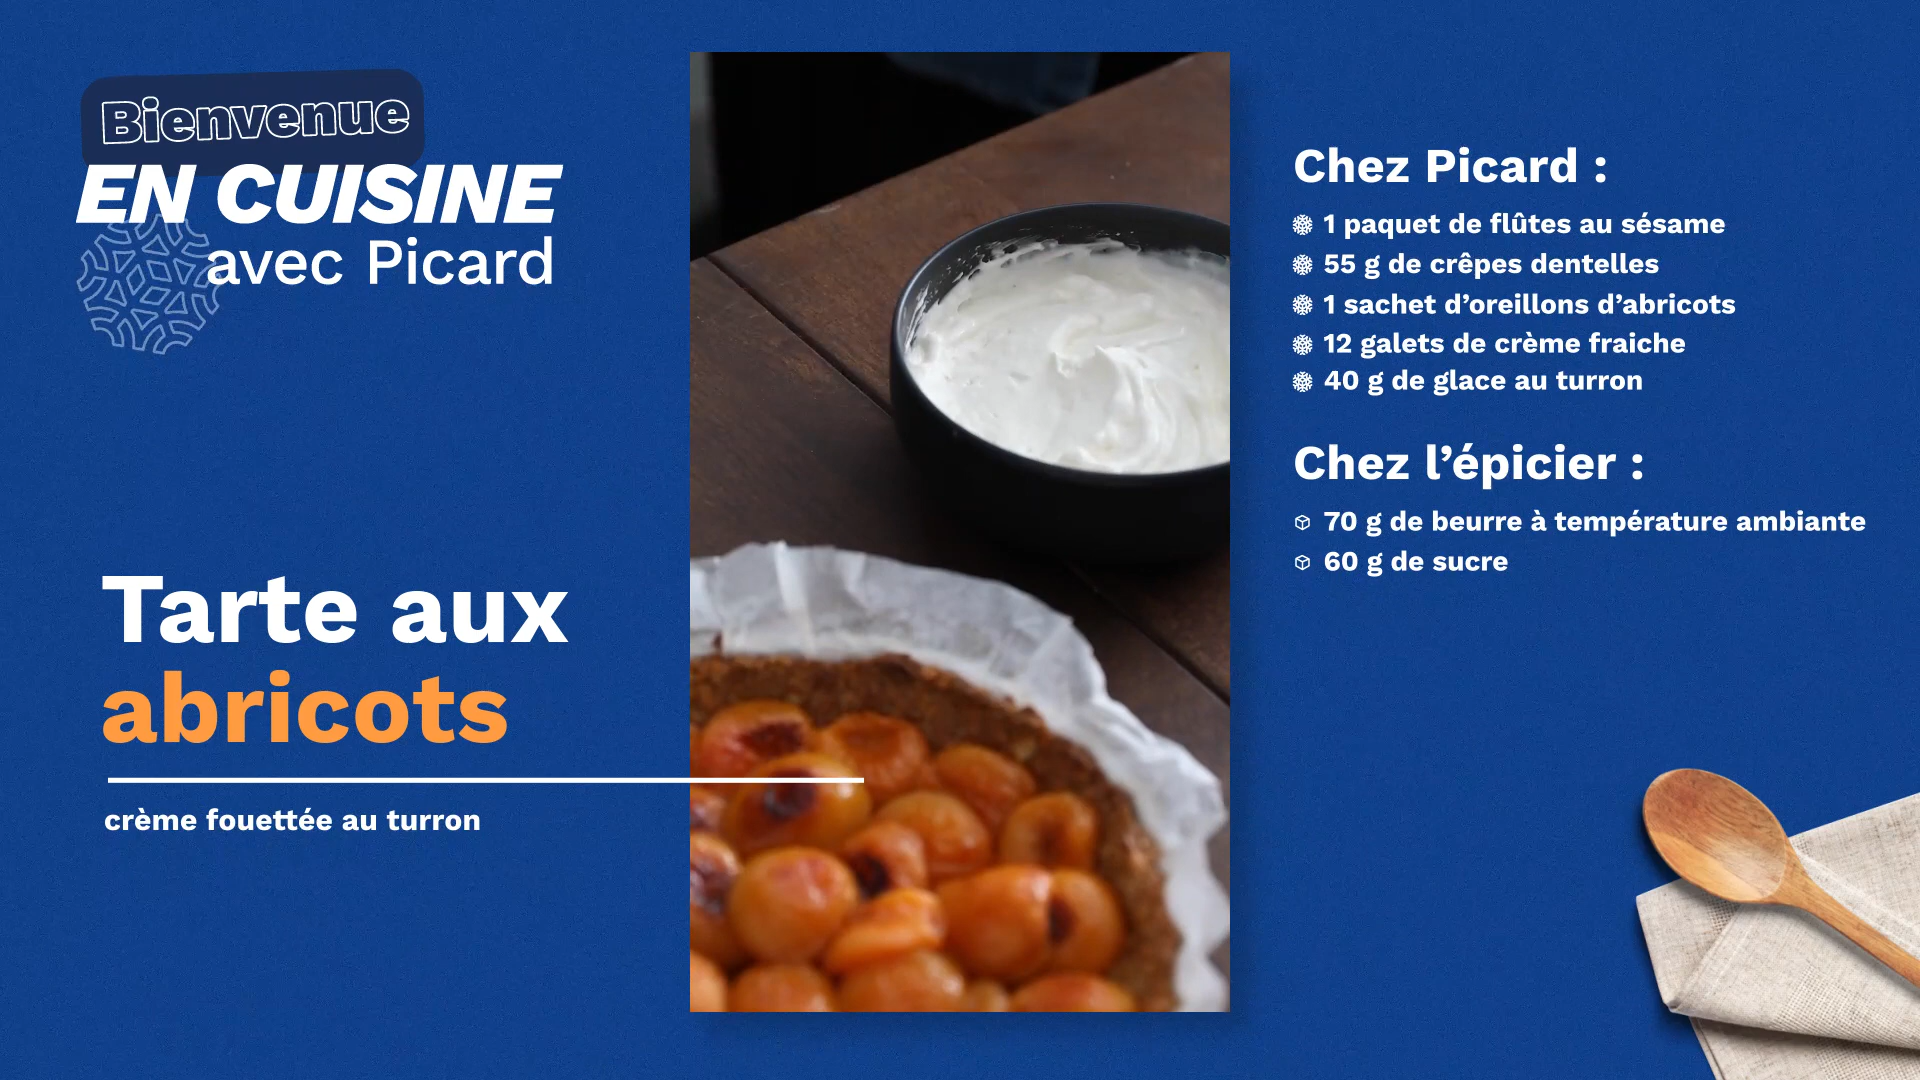 Bienvenue
EN CUISINE
avec Picard
Tarte aux
abricots
crème fouettée au turron
Chez Picard :
1 paquet de flûtes au sésame
55 g de crêpes dentelles
1 sachet d’oreillons d’abricots
12 galets de crème fraiche
40 g de glace au turron
Chez l’épicier :
70 g de beurre à température ambiante
60 g de sucre